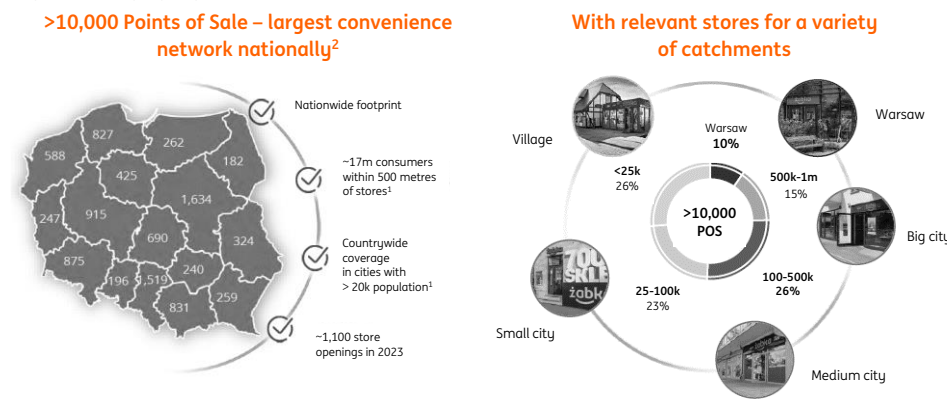 >10,000 Points of Sale – largest convenience
network nationally²
Nationwide footprint
~17m consumers
within 500 metres
of stores¹
Countrywide
coverage
in cities with
> 20k population¹
~1,100 store
openings in 2023
588
827
262
182
425
1,634
247
915
690
324
875
196
1,519
240
831
259
With relevant stores for a variety
of catchments
Village
Warsaw
Big city
Medium city
Small city
Warsaw
10%
500k-1m
15%
100-500k
26%
25-100k
23%
<25k
26%
>10,000
POS
700
SKLE
żabk